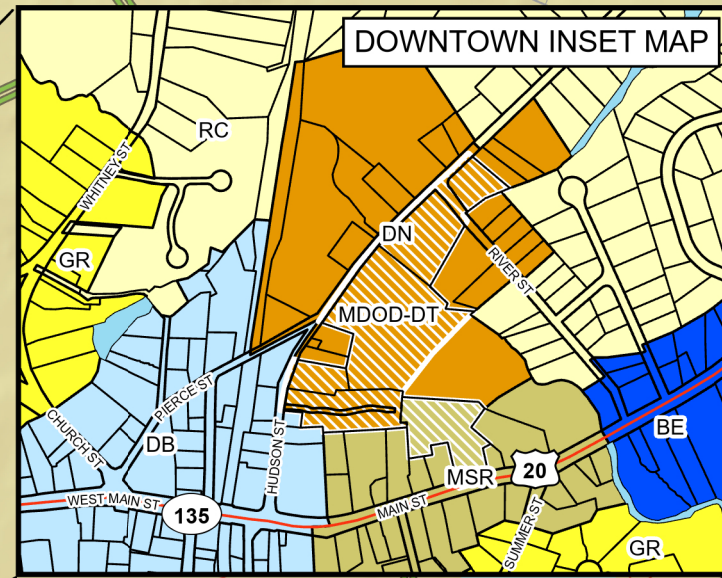 DOWNTOWN INSET MAP
RC
WHITNEY ST
DN
GR
RIVER ST
MDOD-DT
PIERCE ST
CHURCH ST
DB
HUDSON ST
BE
MSR
20
WEST MAIN ST
135
MAIN ST
SUMMER ST
GR